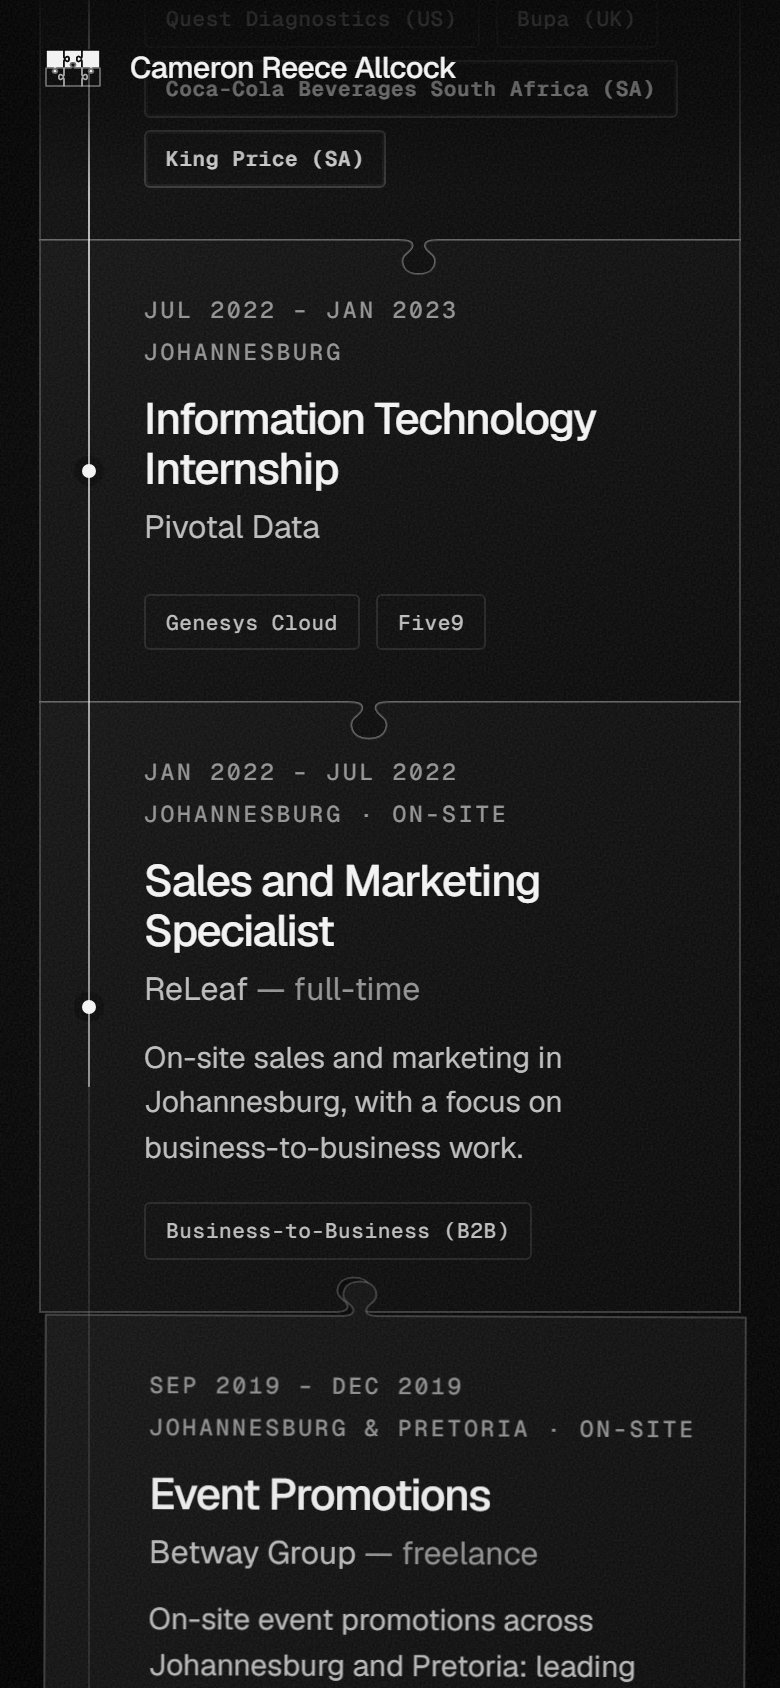 Quest Diagnostics (US)
Bupa (UK)
Cameron Reece Allcock
Coca-Cola Beverages South Africa (SA)
King Price (SA)
JUL 2022 – JAN 2023
JOHANNESBURG
Information Technology
Internship
Pivotal Data
Genesys Cloud
Five9
JAN 2022 – JUL 2022
JOHANNESBURG · ON-SITE
Sales and Marketing
Specialist
ReLeaf — full-time
On-site sales and marketing in
Johannesburg, with a focus on
business-to-business work.
Business-to-Business (B2B)
SEP 2019 – DEC 2019
JOHANNESBURG & PRETORIA · ON-SITE
Event Promotions
Betway Group — freelance
On-site event promotions across
Johannesburg and Pretoria: leading